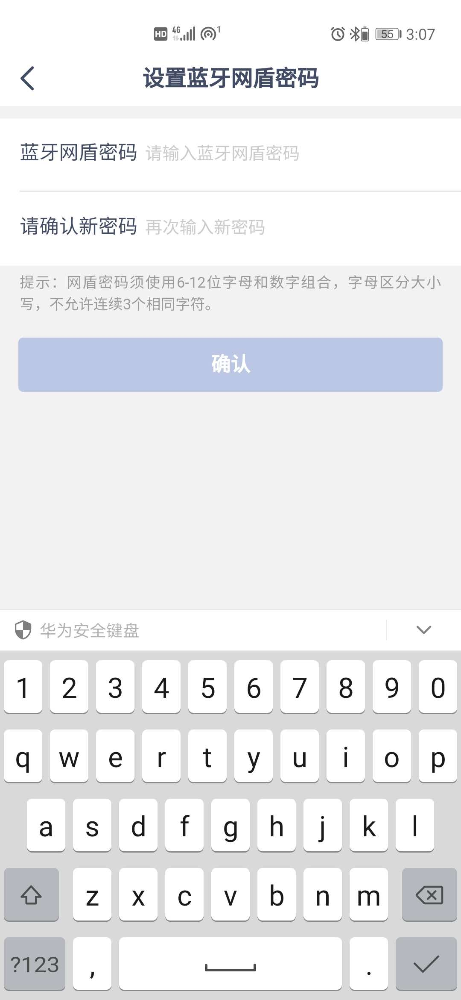 HD 4G 1 55 3:07
设置蓝牙网盾密码
蓝牙网盾密码 请输入蓝牙网盾密码
请确认新密码 再次输入新密码
提示：网盾密码须使用6-12位字母和数字组合，字母区分大小
写，不允许连续3个相同字符。
确认
华为安全键盘
1 2 3 4 5 6 7 8 9 0
q w e r t y u i o p
a s d f g h j k l
z x c v b n m
?123 , .